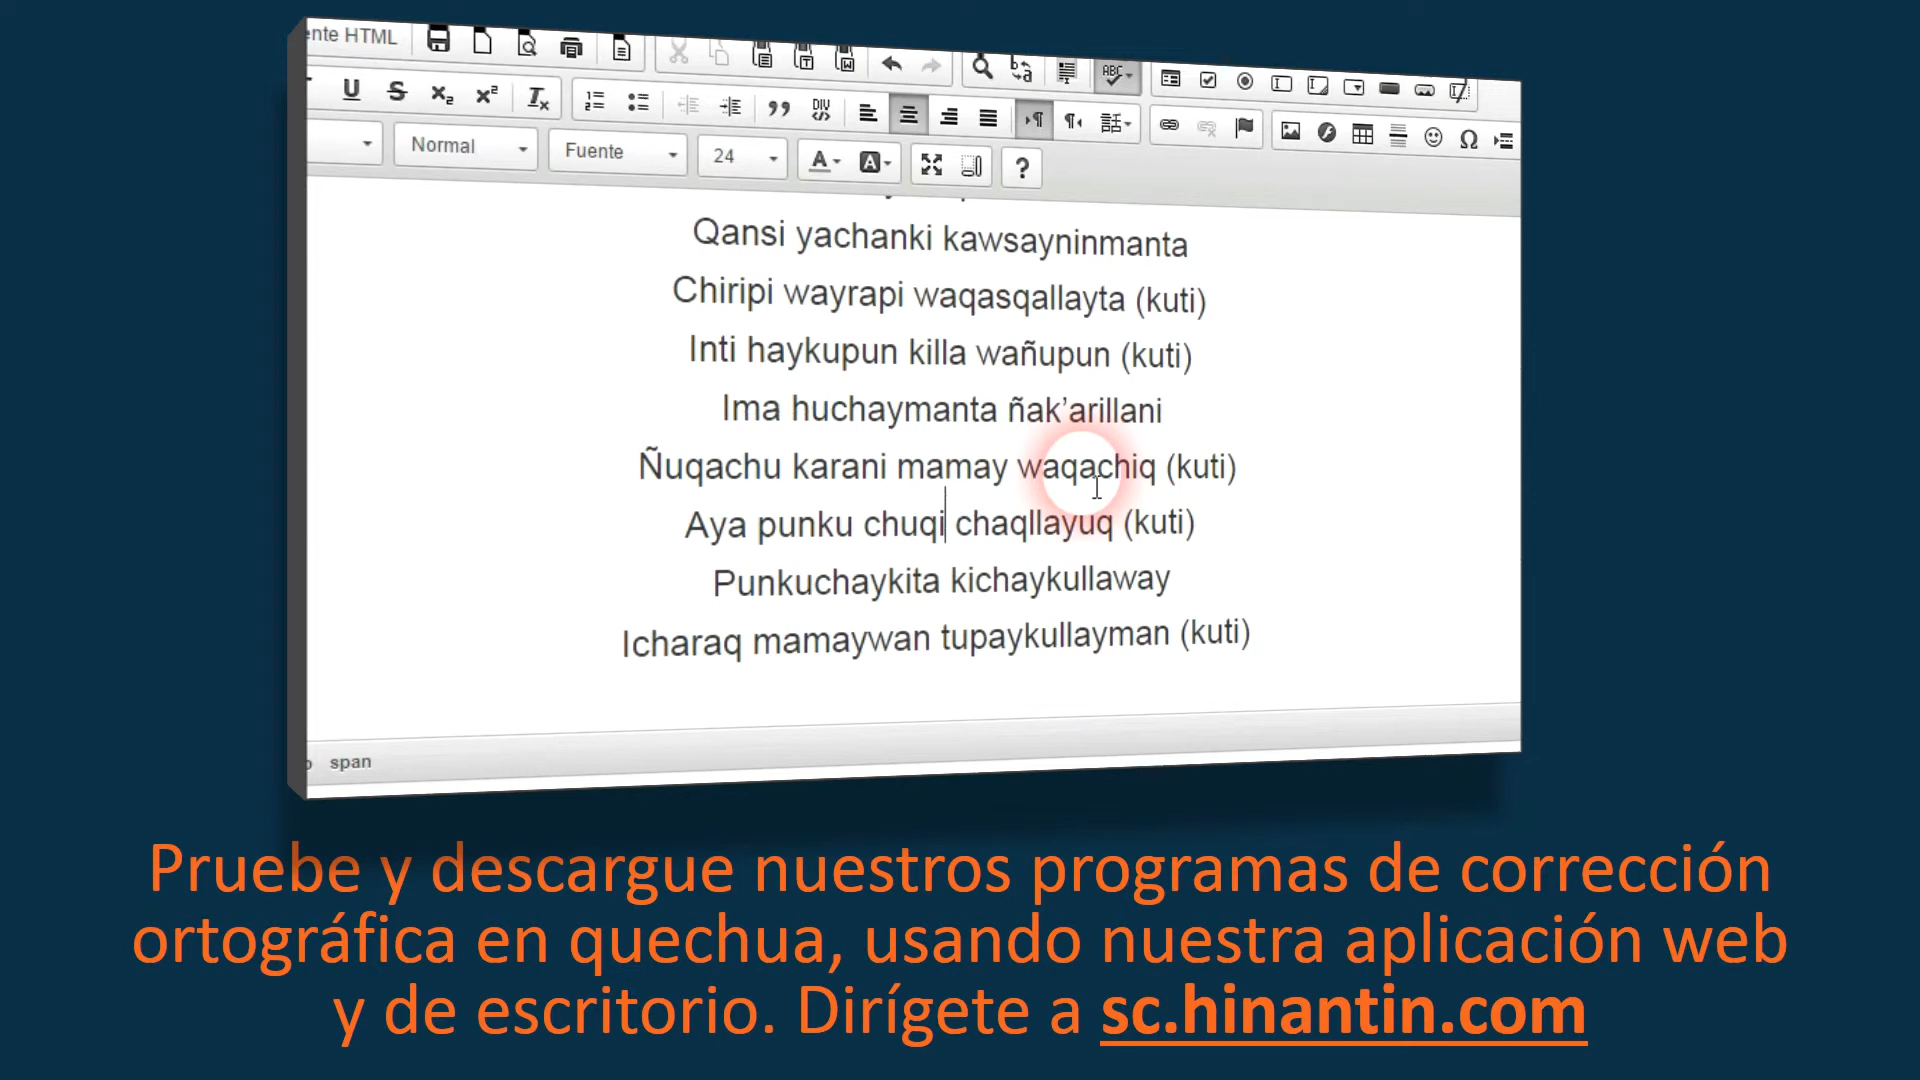 ente HTML
Normal Fuente 24
Qansi yachanki kawsayninmanta
Chiripi wayrapi waqasqallayta (kuti)
Inti haykupun killa wañupun (kuti)
Ima huchaymanta ñak’arillani
Ñuqachu karani mamay waqachiq (kuti)
Aya punku chuqi chaqllayuq (kuti)
Punkuchaykita kichaykullaway
Icharaq mamaywan tupaykullayman (kuti)
span
Pruebe y descargue nuestros programas de corrección
ortográfica en quechua, usando nuestra aplicación web
y de escritorio. Dirígete a sc.hinantin.com